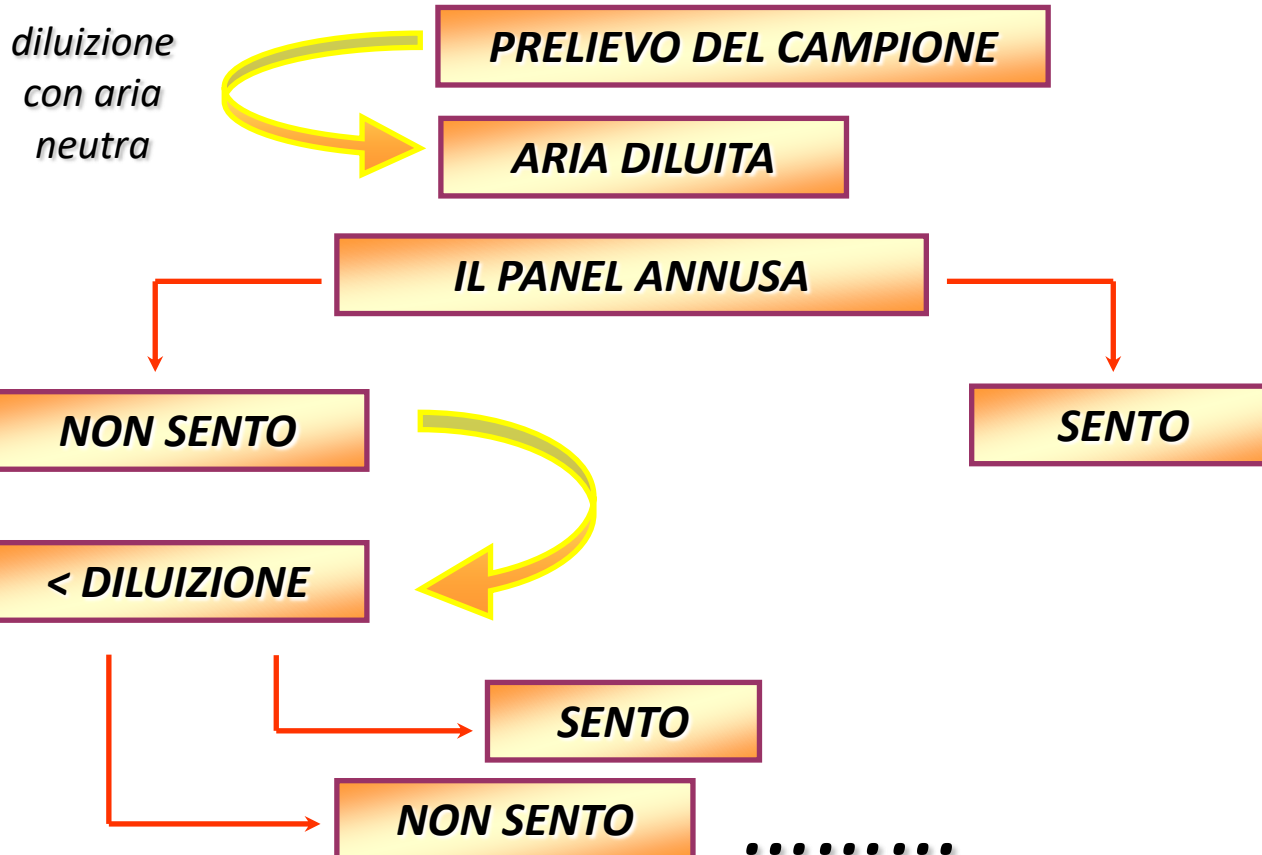 diluizione
con aria
neutra
PRELIEVO DEL CAMPIONE
ARIA DILUITA
IL PANEL ANNUSA
NON SENTO
SENTO
< DILUIZIONE
SENTO
NON SENTO
.........